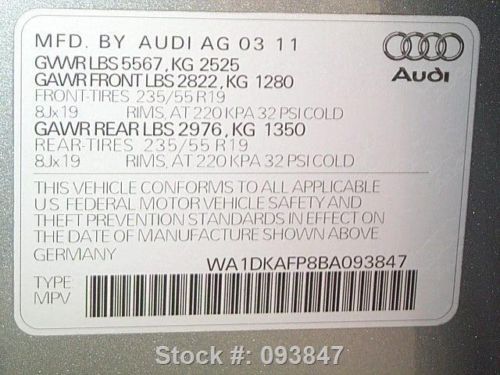 MFD. BY AUDI AG 03 11
GVWR LBS 5567, KG 2525
GAWR FRONT LBS 2822, KG 1280
FRONT-TIRES 235/55 R19
8Jx19 RIMS, AT 220 KPA 32 PSI COLD
GAWR REAR LBS 2976, KG 1350
REAR-TIRES 235/55 R19
8Jx19 RIMS, AT 220 KPA 32 PSI COLD
Audi
THIS VEHICLE CONFORMS TO ALL APPLICABLE
U.S. FEDERAL MOTOR VEHICLE SAFETY AND
THEFT PREVENTION STANDARDS IN EFFECT ON
THE DATE OF MANUFACTURE SHOWN ABOVE
GERMANY WA1DKAFP8BA093847
TYPE
MPV
Stock #: 093847